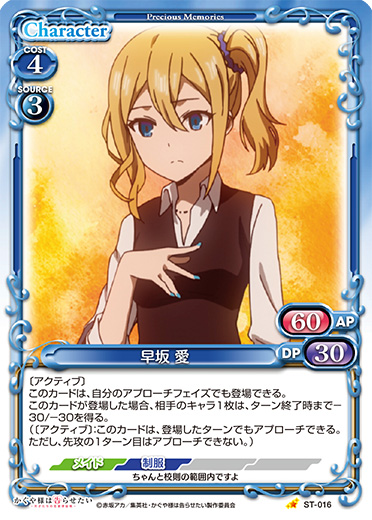 Precious Memories
Character
COST
4
SOURCE
3
60 AP
早坂 愛
DP 30
〔アクティブ〕
このカードは、自分のアプローチフェイズでも登場できる。
このカードが登場した場合、相手のキャラ1枚は、ターン終了時まで−
30/−30を得る。
(〔アクティブ〕:このカードは、登場したターンでもアプローチできる。
ただし、先攻の1ターン目はアプローチできない。)
メイド 制服
ちゃんと校則の範囲内ですよ
かぐや様は告らせたい
©赤坂アカ/集英社・かぐや様は告らせたい製作委員会
ST-016